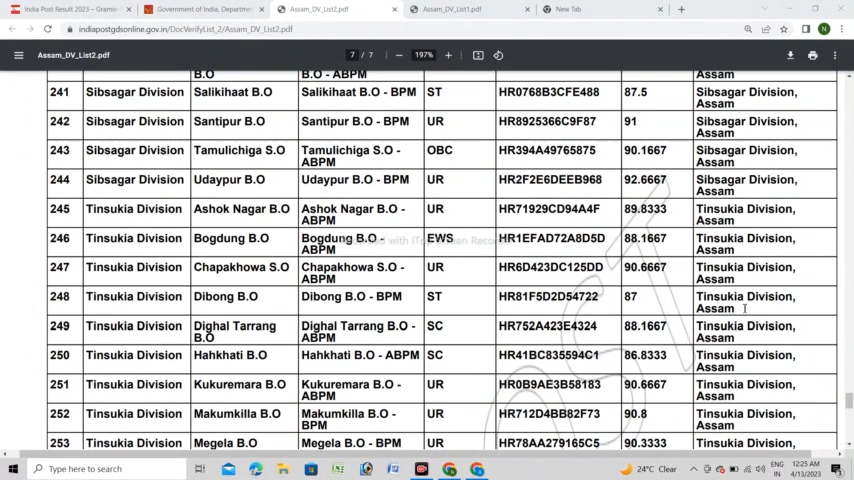 India Post Result 2023 – Gramin
Government of India, Departmen
Assam_DV_List2.pdf
Assam_DV_List1.pdf
New Tab
indiapostgdsonline.gov.in/DocVerifyList_2/Assam_DV_List2.pdf
Assam_DV_List2.pdf 7 / 7 197%
B.O B.O - ABPM Assam
241 Sibsagar Division Salikihaat B.O Salikihaat B.O - BPM ST HR0768B3CFE488 87.5 Sibsagar Division,
Assam
242 Sibsagar Division Santipur B.O Santipur B.O - BPM UR HR8925366C9F87 91 Sibsagar Division,
Assam
243 Sibsagar Division Tamulichiga S.O Tamulichiga S.O - OBC HR394A49765875 90.1667 Sibsagar Division,
ABPM Assam
244 Sibsagar Division Udaypur B.O Udaypur B.O - BPM UR HR2F2E6DEEB968 92.6667 Sibsagar Division,
Assam
245 Tinsukia Division Ashok Nagar B.O Ashok Nagar B.O - UR HR71929CD94A4F 89.8333 Tinsukia Division,
ABPM Assam
246 Tinsukia Division Bogdung B.O Bogdung B.O - EWS HR1EFAD72A8D5D 88.1667 Tinsukia Division,
ABPM Assam
247 Tinsukia Division Chapakhowa S.O Chapakhowa S.O - UR HR6D423DC125DD 90.6667 Tinsukia Division,
ABPM Assam
248 Tinsukia Division Dibong B.O Dibong B.O - BPM ST HR81F5D2D54722 87 Tinsukia Division,
Assam
249 Tinsukia Division Dighal Tarrang Dighal Tarrang B.O - SC HR752A423E4324 88.1667 Tinsukia Division,
B.O ABPM Assam
250 Tinsukia Division Hahkhati B.O Hahkhati B.O - ABPM SC HR41BC835594C1 86.8333 Tinsukia Division,
Assam
251 Tinsukia Division Kukuremara B.O Kukuremara B.O - UR HR0B9AE3B58183 90.6667 Tinsukia Division,
ABPM Assam
252 Tinsukia Division Makumkilla B.O Makumkilla B.O - UR HR712D4BB82F73 90.8 Tinsukia Division,
BPM Assam
253 Tinsukia Division Megela B.O Megela B.O - BPM UR HR78AA279165C5 90.3333 Tinsukia Division,
Type here to search
24°C Clear
ENG
IN
12:25 AM
4/13/2023